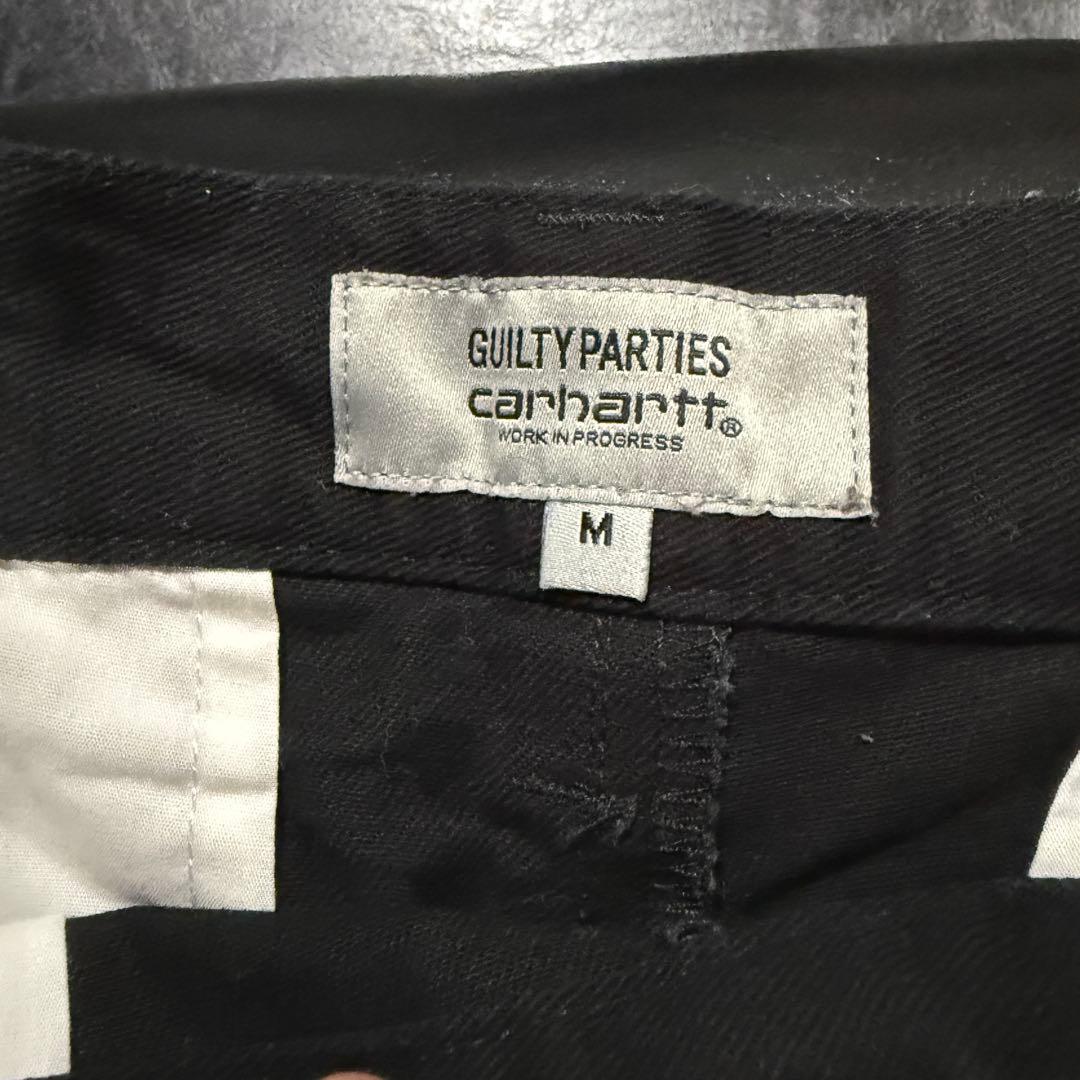 GUILTY PARTIES
carhartt®
WORK IN PROGRESS
M